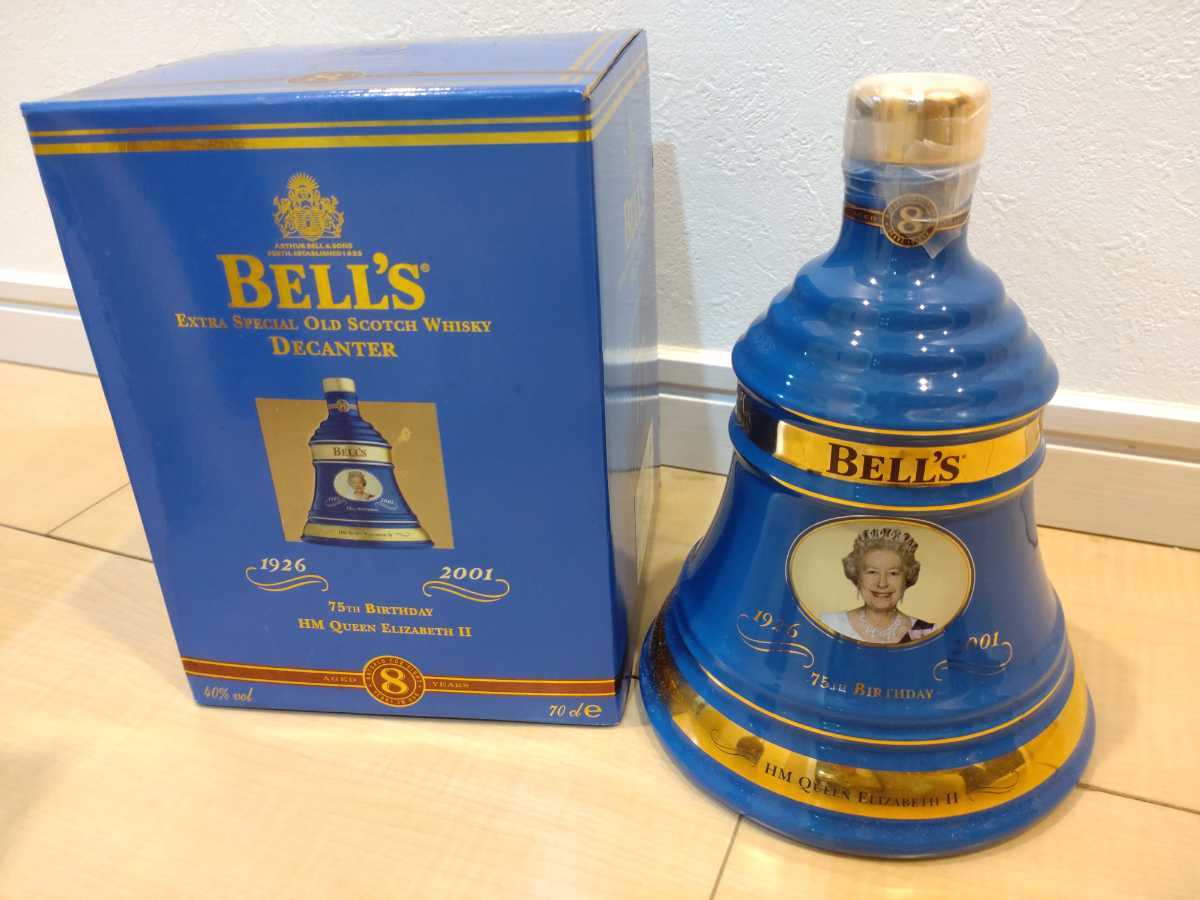 8
ARTHUR BELL & SONS
PERTH. ESTABLISHED 1825
BELL'S®
EXTRA SPECIAL OLD SCOTCH WHISKY
DECANTER
BELL'S
1926 2001
75TH BIRTHDAY
HM QUEEN ELIZABETH II
AGED 8 YEARS
40% vol
70 cl e
AGED 8
BELL'S®
1926 2001
75TH BIRTHDAY
HM QUEEN ELIZABETH II